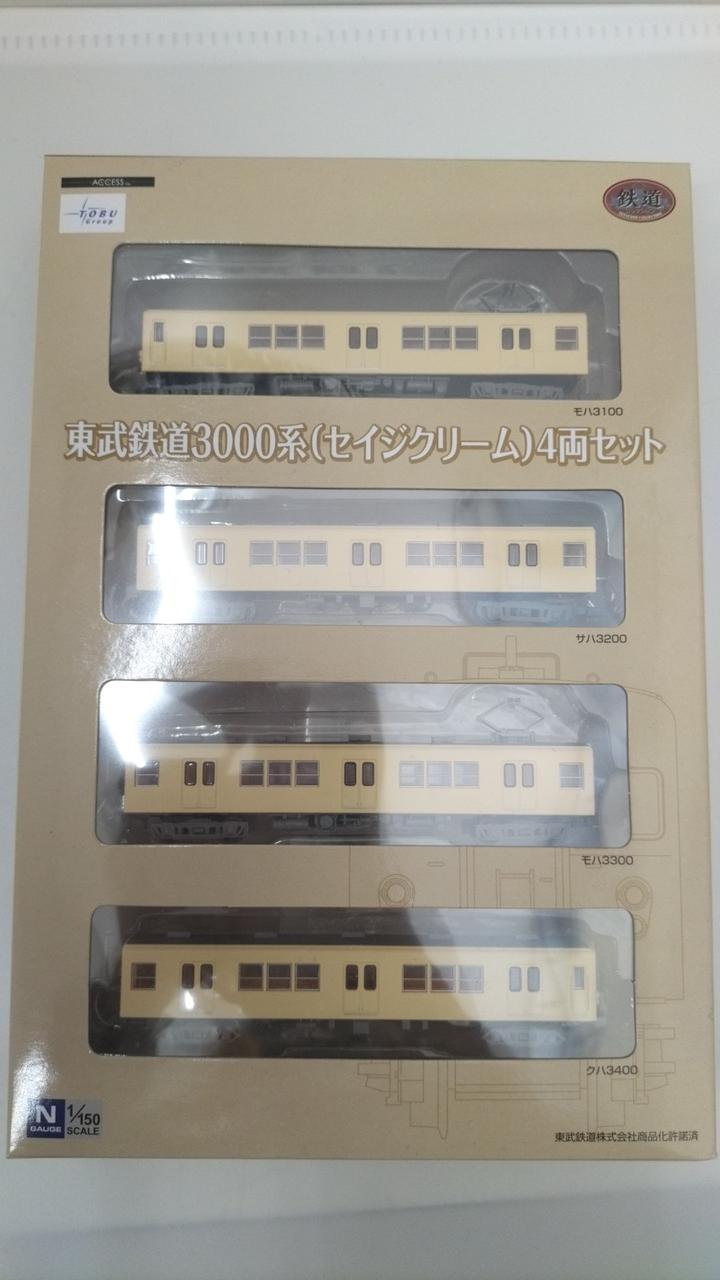 ACCESS
TOBU
Group
鉄道
モハ3100
東武鉄道3000系(セイジクリーム)4両セット
サハ3200
モハ3300
クハ3400
N
GAUGE
1/150
SCALE
東武鉄道株式会社商品化許諾済